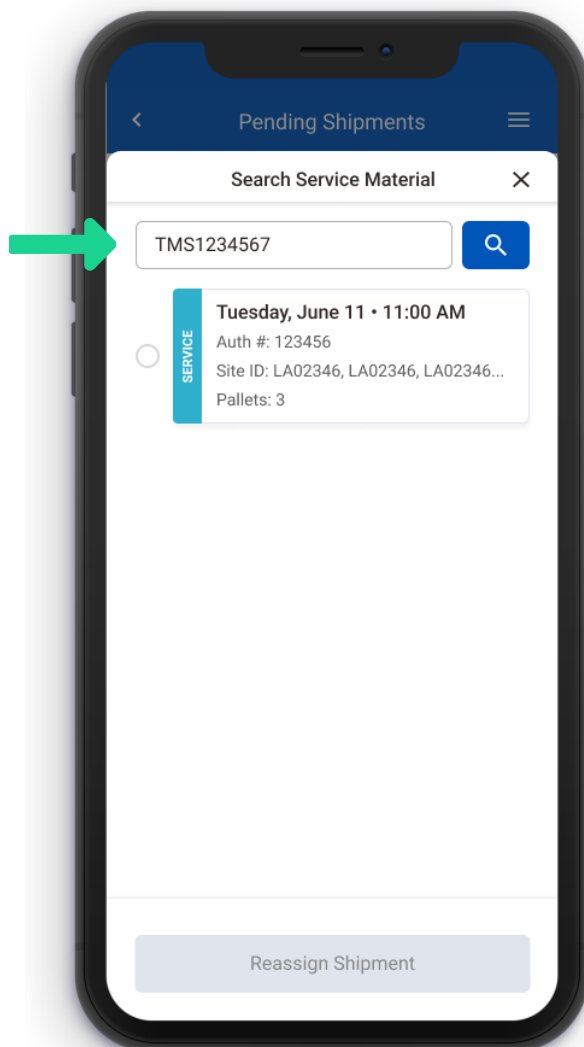 Pending Shipments
Search Service Material
TMS1234567
SERVICE
Tuesday, June 11 • 11:00 AM
Auth #: 123456
Site ID: LA02346, LA02346, LA02346...
Pallets: 3
Reassign Shipment